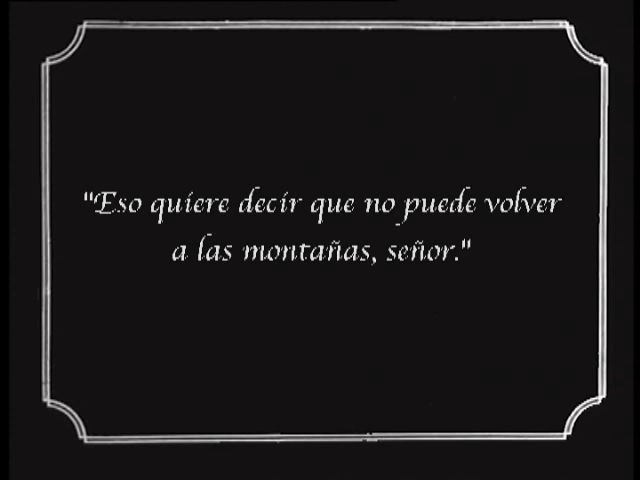 "Eso quiere decir que no puede volver
a las montañas, señor."